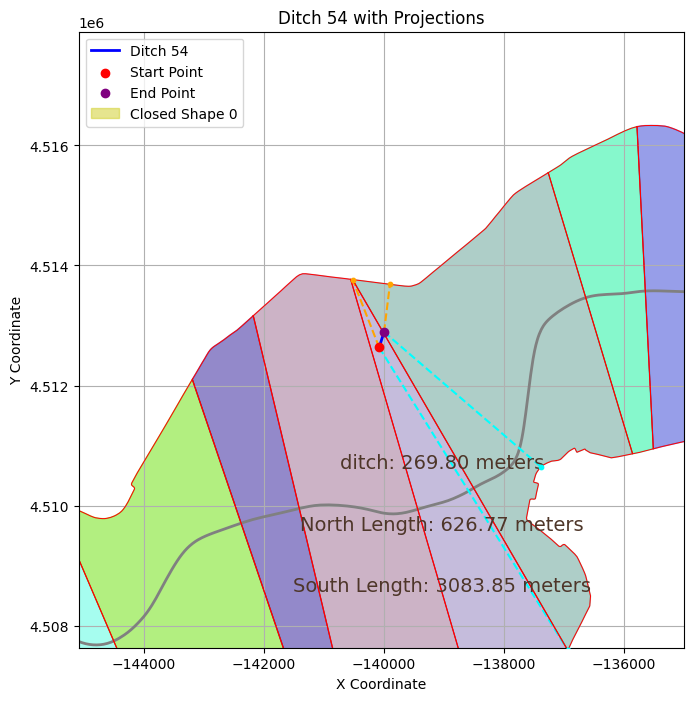 Ditch 54 with Projections
1e6
Ditch 54
Start Point
End Point
Closed Shape 0
4.516
4.514
4.512
4.510
4.508
Y Coordinate
ditch: 269.80 meters
North Length: 626.77 meters
South Length: 3083.85 meters
−144000 −142000 −140000 −138000 −136000
X Coordinate